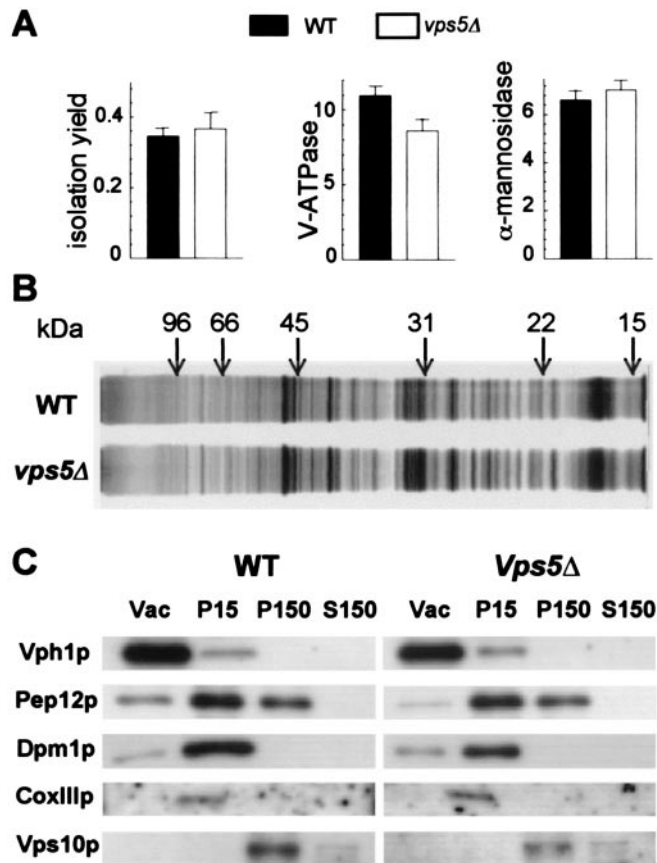 A
WT vps5Δ
isolation yield
0.4
0.2
0
V-ATPase
10
5
0
α-mannosidase
6
4
2
0
B
kDa 96 66 45 31 22 15
WT
vps5Δ
C
WT Vps5Δ
Vac P15 P150 S150 Vac P15 P150 S150
Vph1p
Pep12p
Dpm1p
CoxIIIp
Vps10p